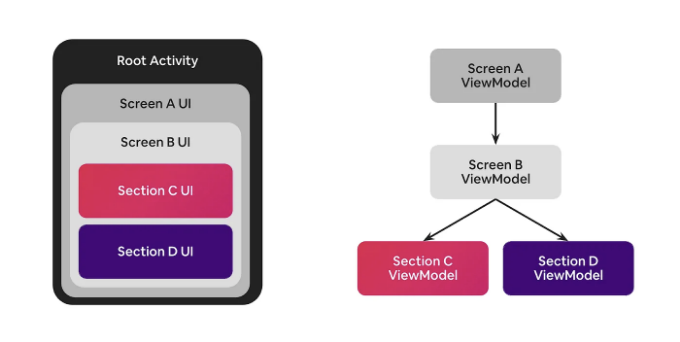 Root Activity
Screen A UI
Screen B UI
Section C UI
Section D UI
Screen A
ViewModel
Screen B
ViewModel
Section C
ViewModel
Section D
ViewModel